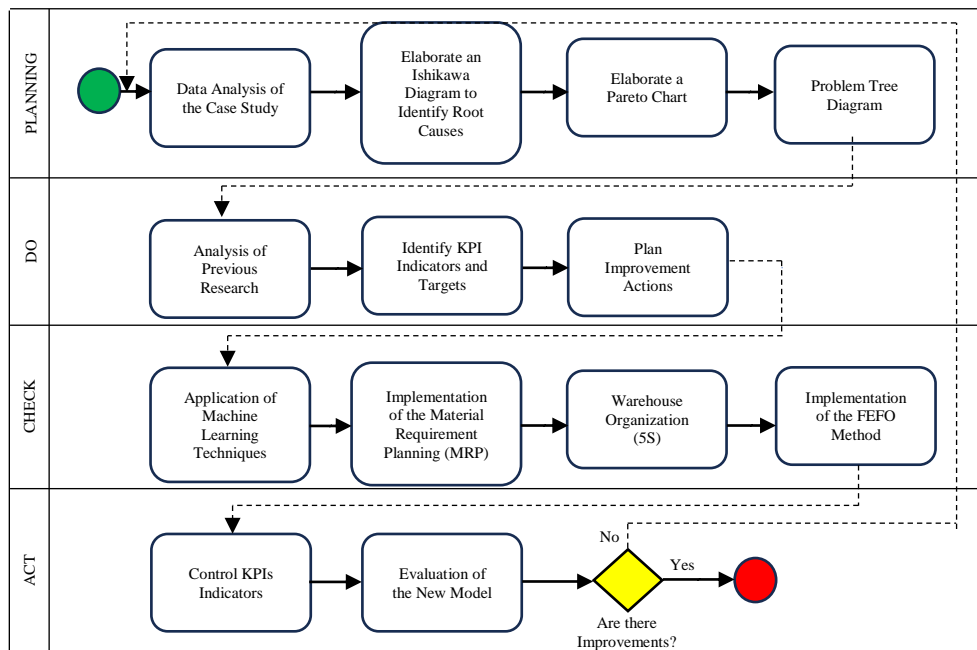 PLANNING
Data Analysis of
the Case Study
Elaborate an
Ishikawa
Diagram to
Identify Root
Causes
Elaborate a
Pareto Chart
Problem Tree
Diagram
DO
Analysis of
Previous
Research
Identify KPI
Indicators and
Targets
Plan
Improvement
Actions
CHECK
Application of
Machine
Learning
Techniques
Implementation
of the Material
Requirement
Planning (MRP)
Warehouse
Organization
(5S)
Implementation
of the FEFO
Method
ACT
Control KPIs
Indicators
Evaluation of
the New Model
No
Yes
Are there
Improvements?